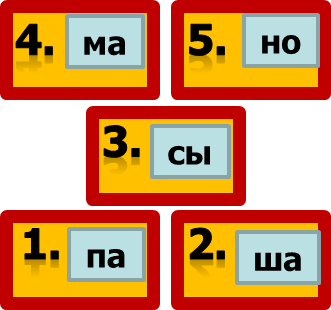 4. ма 5. но
3. сы
1. па 2. ша